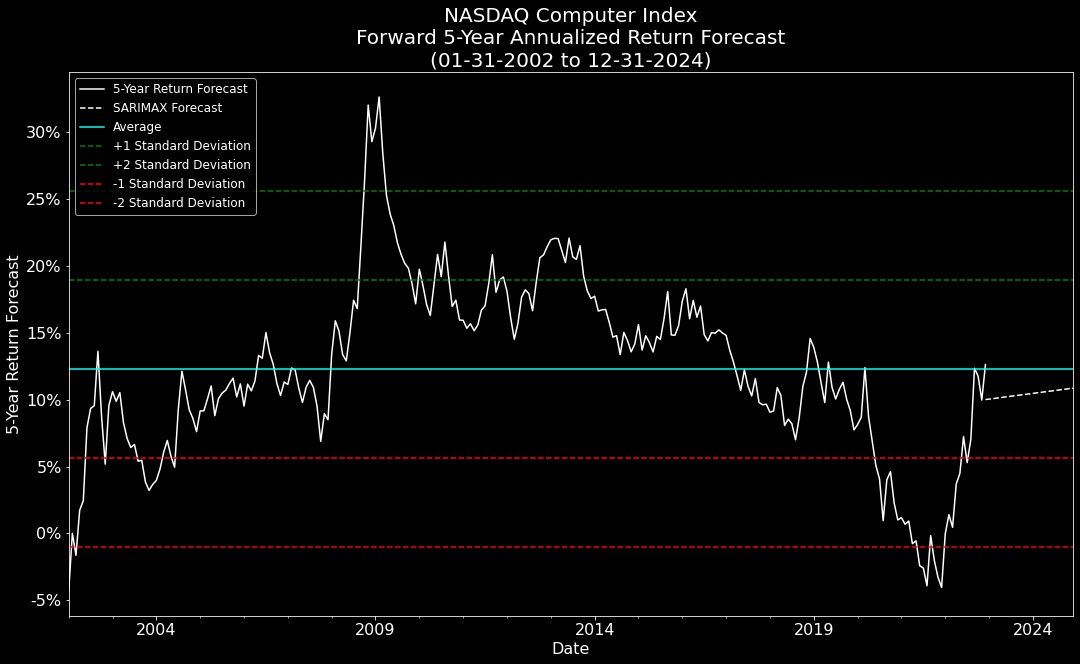 NASDAQ Computer Index
Forward 5-Year Annualized Return Forecast
(01-31-2002 to 12-31-2024)
5-Year Return Forecast
SARIMAX Forecast
Average
+1 Standard Deviation
+2 Standard Deviation
-1 Standard Deviation
-2 Standard Deviation
30%
25%
20%
15%
10%
5%
0%
-5%
5-Year Return Forecast
2004
2009
2014
2019
2024
Date